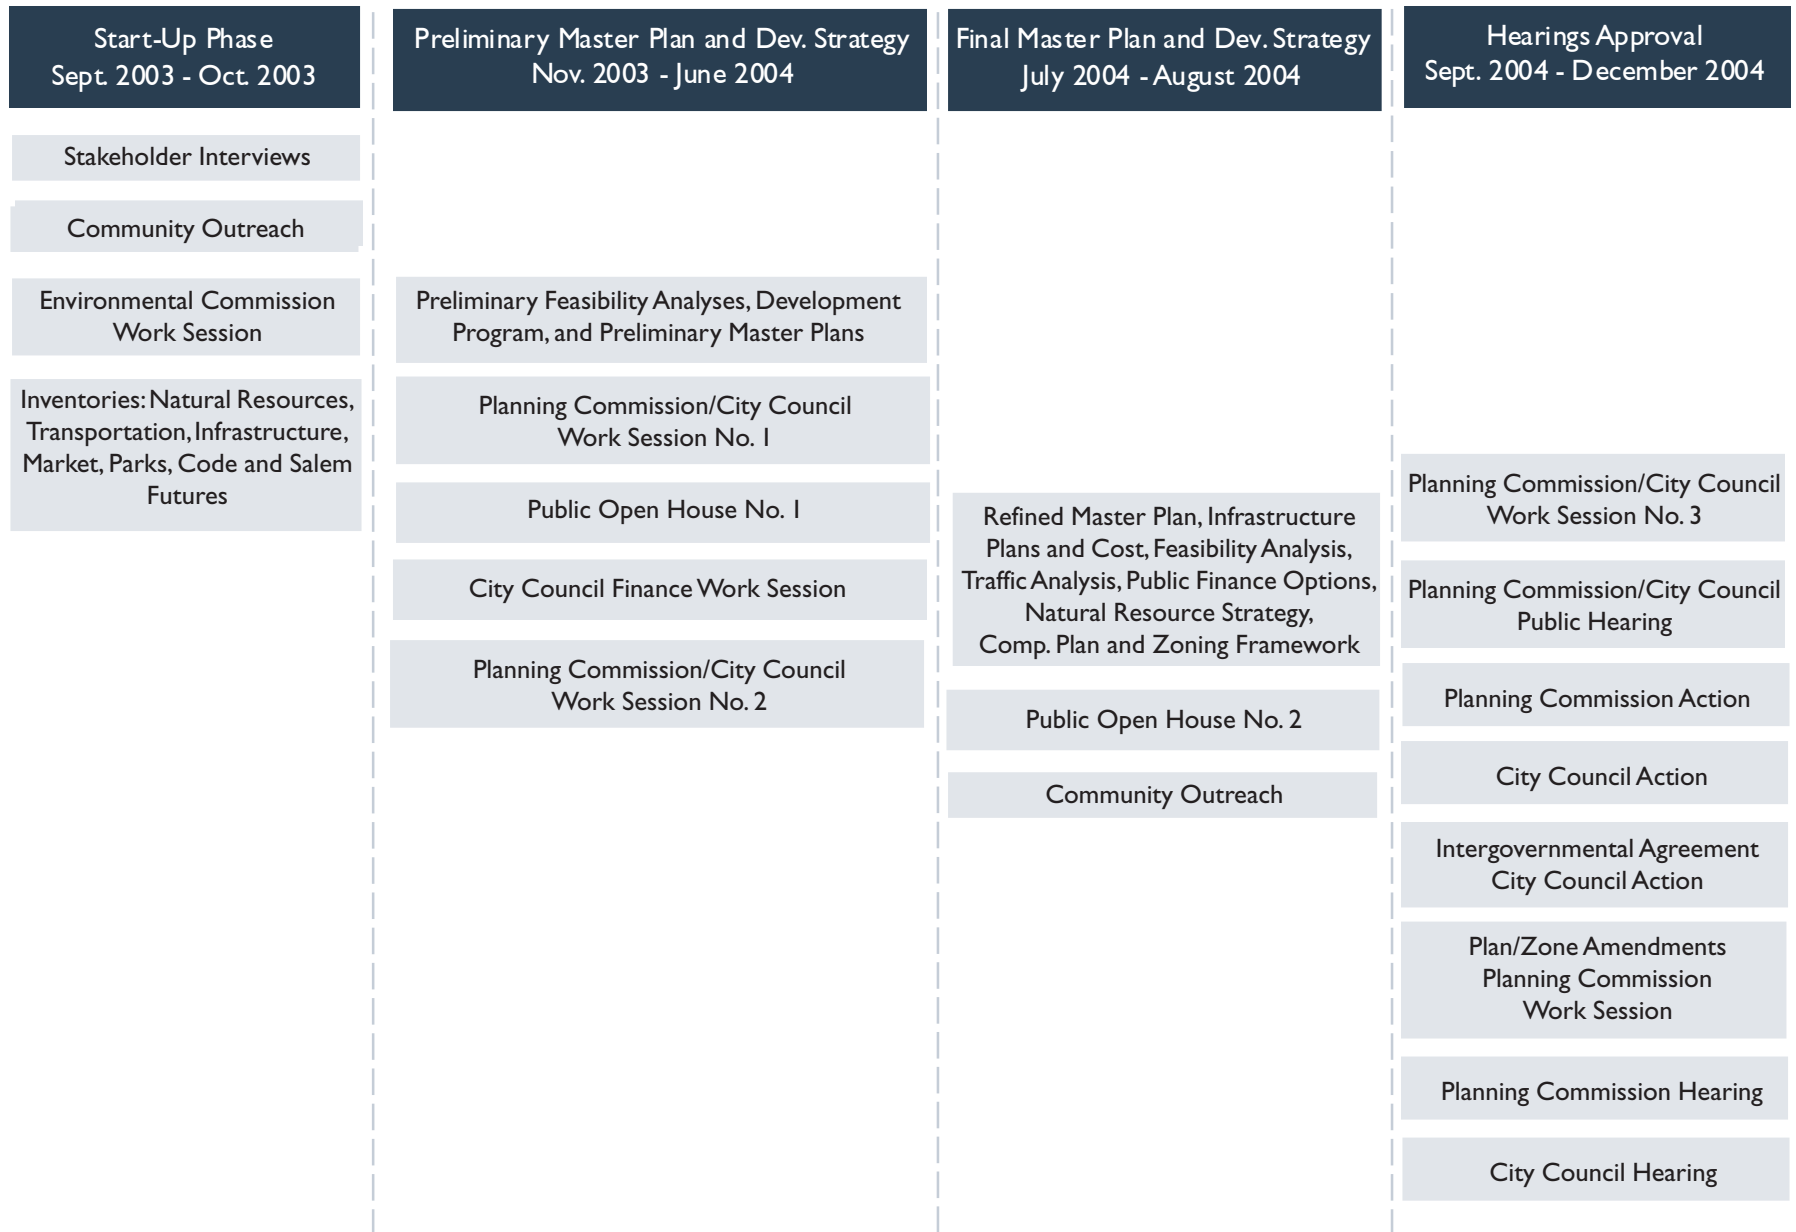 Start-Up Phase
Sept. 2003 - Oct. 2003
Stakeholder Interviews
Community Outreach
Environmental Commission
Work Session
Inventories: Natural Resources,
Transportation, Infrastructure,
Market, Parks, Code and Salem
Futures
Preliminary Master Plan and Dev. Strategy
Nov. 2003 - June 2004
Preliminary Feasibility Analyses, Development
Program, and Preliminary Master Plans
Planning Commission/City Council
Work Session No. 1
Public Open House No. 1
City Council Finance Work Session
Planning Commission/City Council
Work Session No. 2
Final Master Plan and Dev. Strategy
July 2004 - August 2004
Refined Master Plan, Infrastructure
Plans and Cost, Feasibility Analysis,
Traffic Analysis, Public Finance Options,
Natural Resource Strategy,
Comp. Plan and Zoning Framework
Public Open House No. 2
Community Outreach
Hearings Approval
Sept. 2004 - December 2004
Planning Commission/City Council
Work Session No. 3
Planning Commission/City Council
Public Hearing
Planning Commission Action
City Council Action
Intergovernmental Agreement
City Council Action
Plan/Zone Amendments
Planning Commission
Work Session
Planning Commission Hearing
City Council Hearing